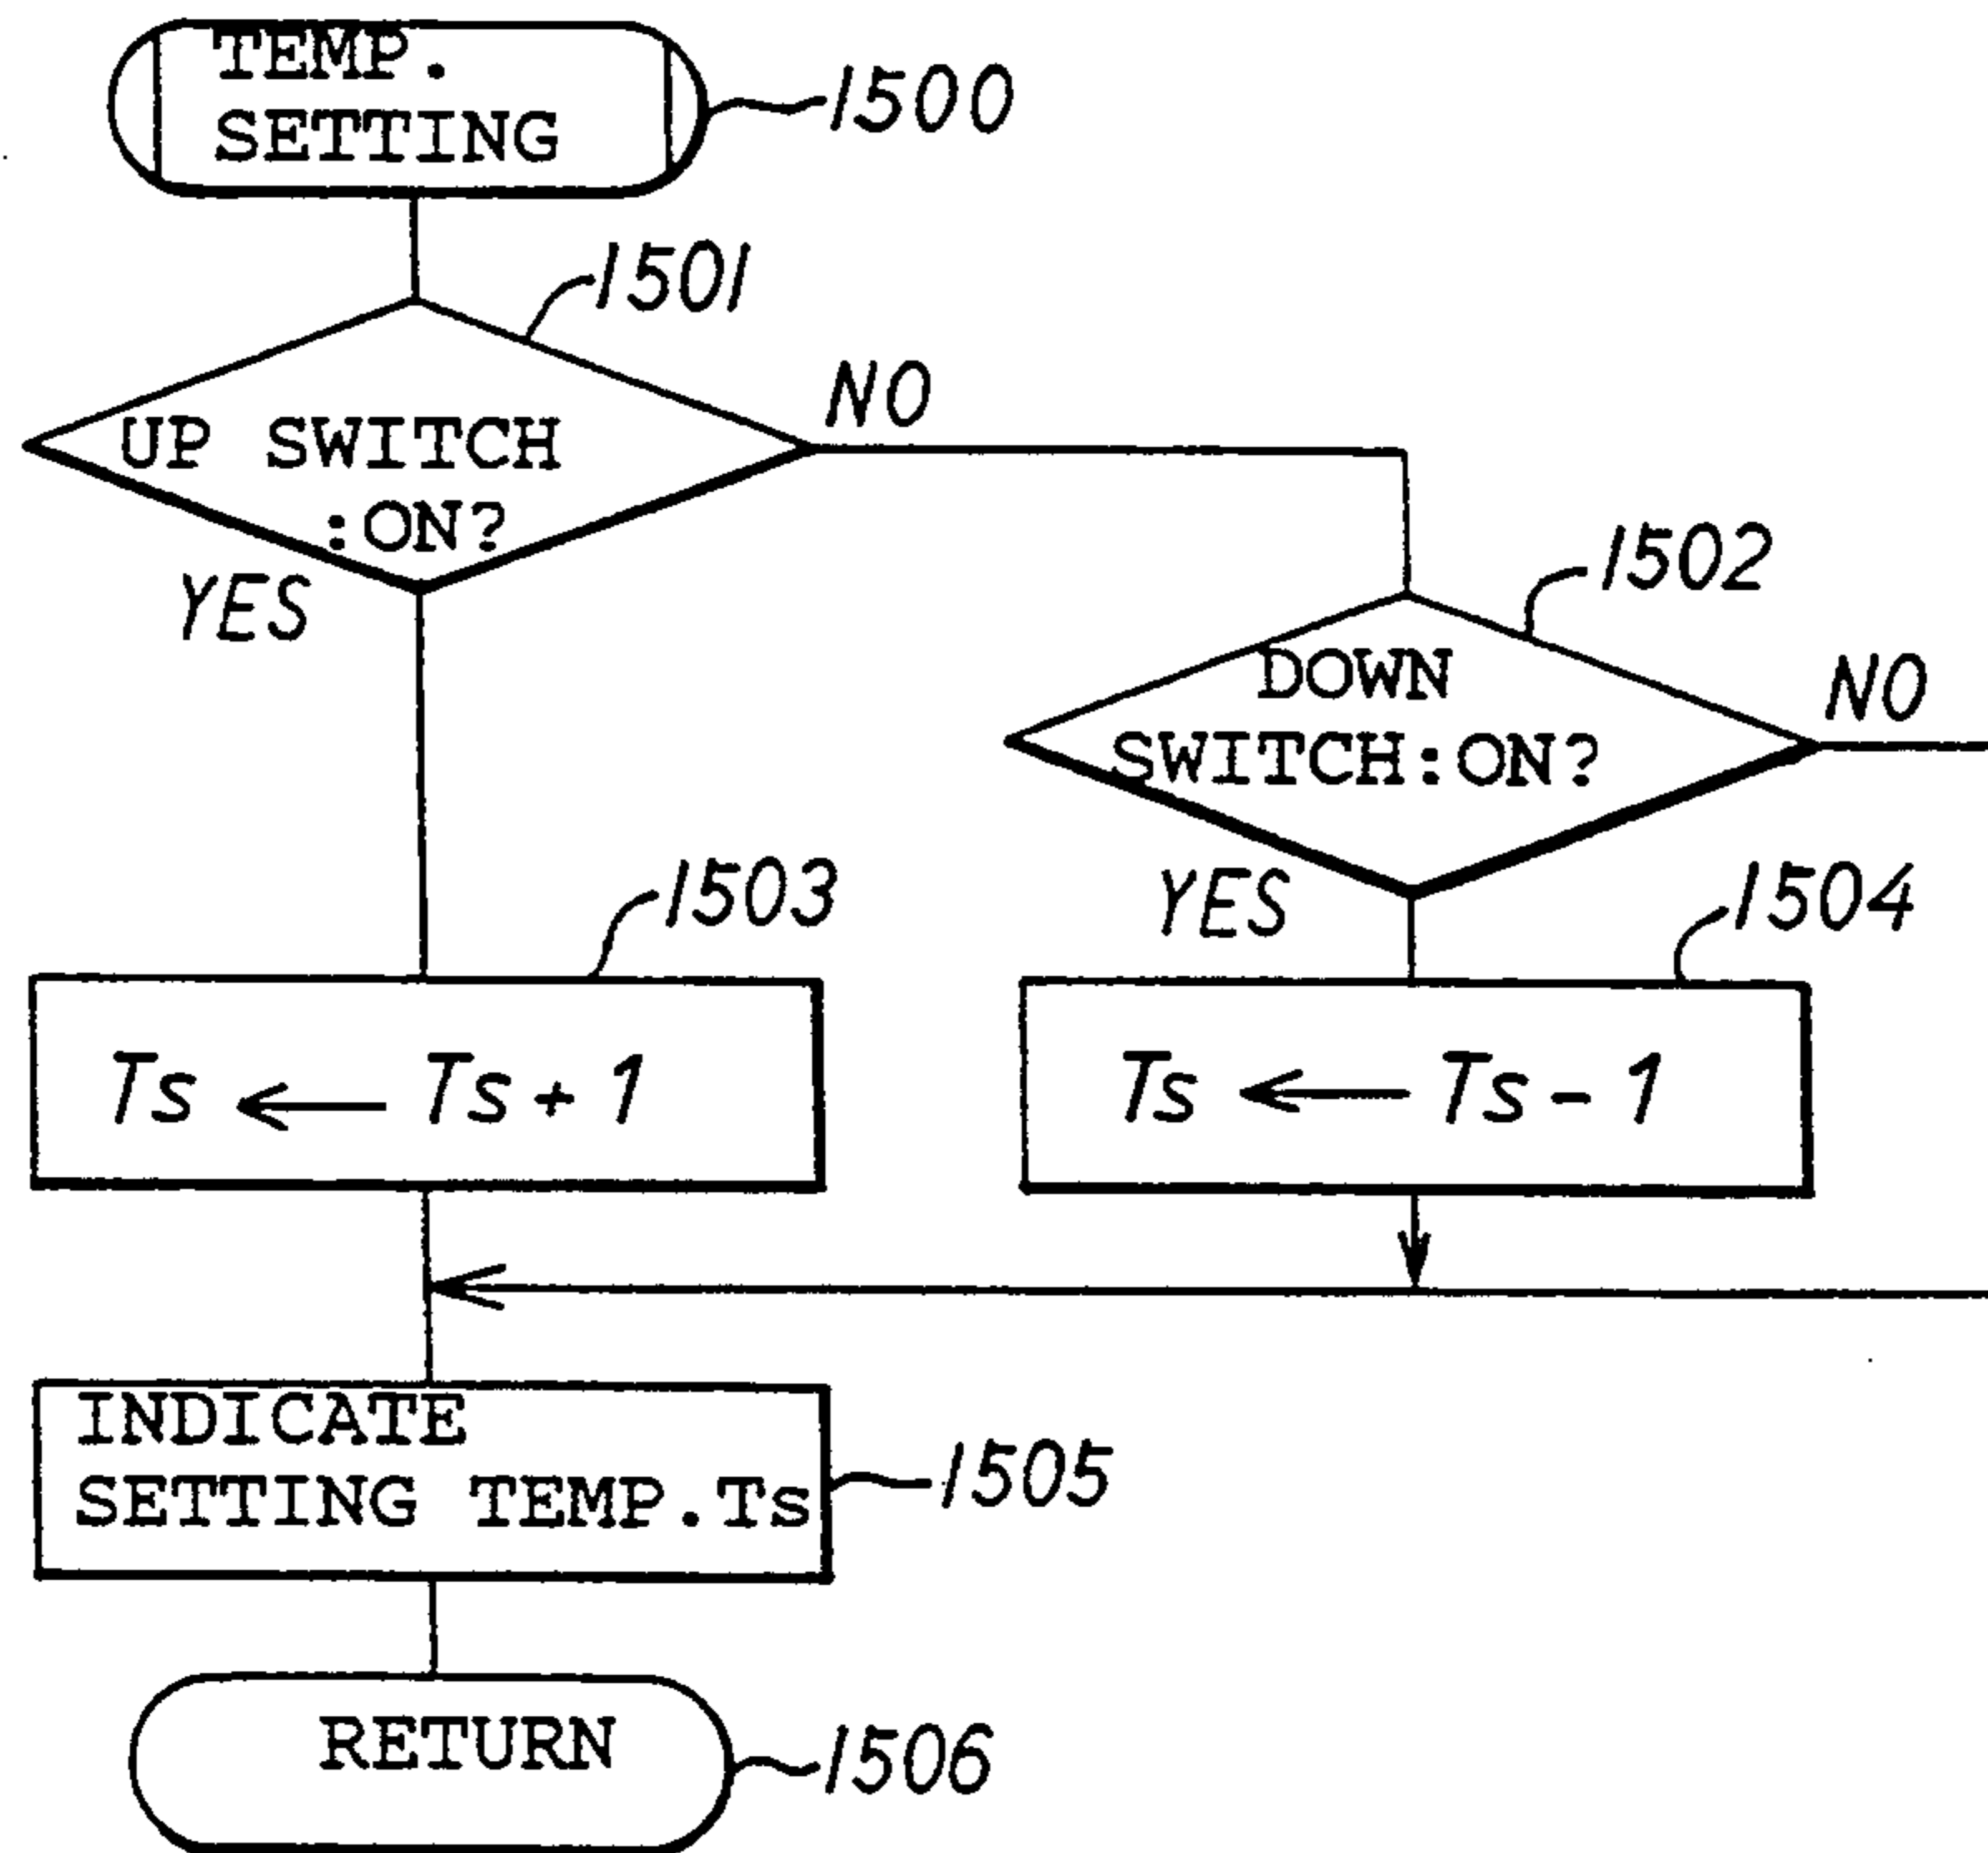 TEMP.
SETTING
1500
1501
UP SWITCH
:ON?
NO
YES
1502
DOWN
SWITCH:ON?
NO
YES
1503
Ts ← Ts + 1
1504
Ts ← Ts - 1
INDICATE
SETTING TEMP.Ts
1505
RETURN
1506